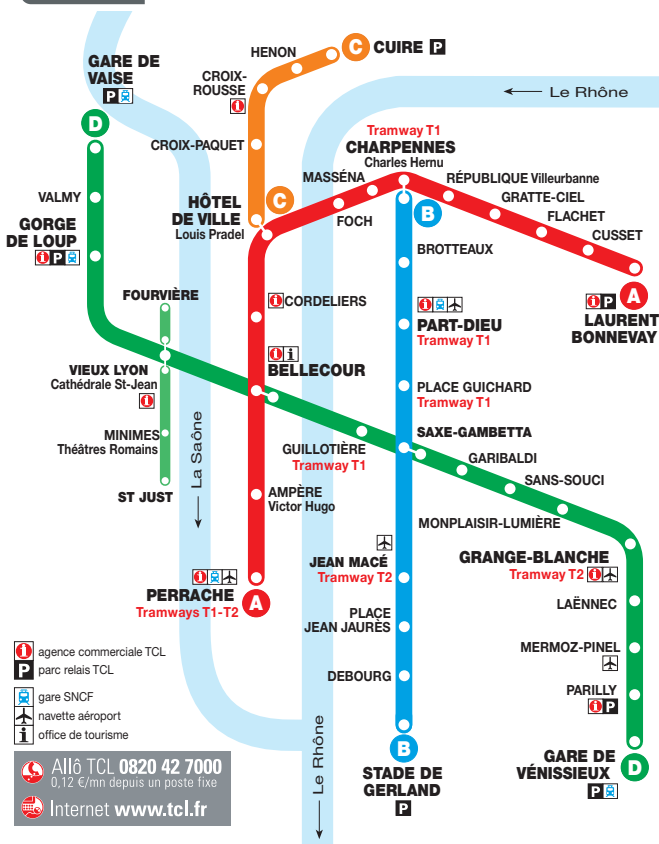 GARE DE
VAISE
P
D
VALMY
GORGE
DE LOUP
P
HENON
C
CUIRE
P
CROIX-
ROUSSE
CROIX-PAQUET
HÔTEL
DE VILLE
Louis Pradel
C
← Le Rhône
Tramway T1
CHARPENNES
Charles Hernu
MASSÉNA
FOCH
B
RÉPUBLIQUE Villeurbanne
GRATTE-CIEL
FLACHET
CUSSET
A
P
LAURENT
BONNEVAY
BROTTEAUX
FOURVIÈRE
CORDELIERS
PART-DIEU
Tramway T1
VIEUX LYON
Cathédrale St-Jean
BELLECOUR
PLACE GUICHARD
Tramway T1
MINIMES
Théâtres Romains
ST JUST
← La Saône
GUILLOTIÈRE
Tramway T1
SAXE-GAMBETTA
GARIBALDI
SANS-SOUCI
AMPÈRE
Victor Hugo
MONPLAISIR-LUMIÈRE
JEAN MACÉ
Tramway T2
GRANGE-BLANCHE
Tramway T2
PERRACHE
Tramways T1-T2
A
LAËNNEC
PLACE
JEAN JAURÈS
MERMOZ-PINEL
DEBOURG
PARILLY
P
B
STADE DE
GERLAND
P
← Le Rhône
GARE DE
VÉNISSIEUX
P
D
i agence commerciale TCL
P parc relais TCL
gare SNCF
navette aéroport
i office de tourisme
Allô TCL 0820 42 7000
0,12 €/mn depuis un poste fixe
Internet www.tcl.fr